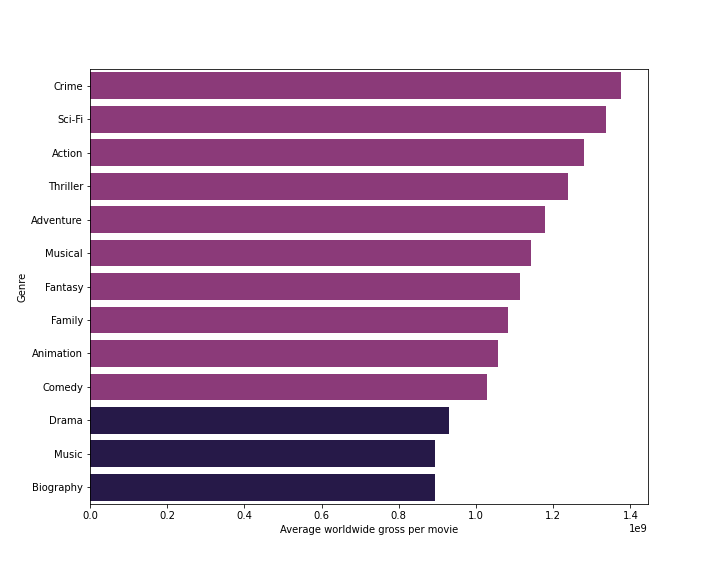 Crime
Sci-Fi
Action
Thriller
Adventure
Musical
Fantasy
Family
Animation
Comedy
Drama
Music
Biography
Genre
0.0 0.2 0.4 0.6 0.8 1.0 1.2 1.4
1e9
Average worldwide gross per movie